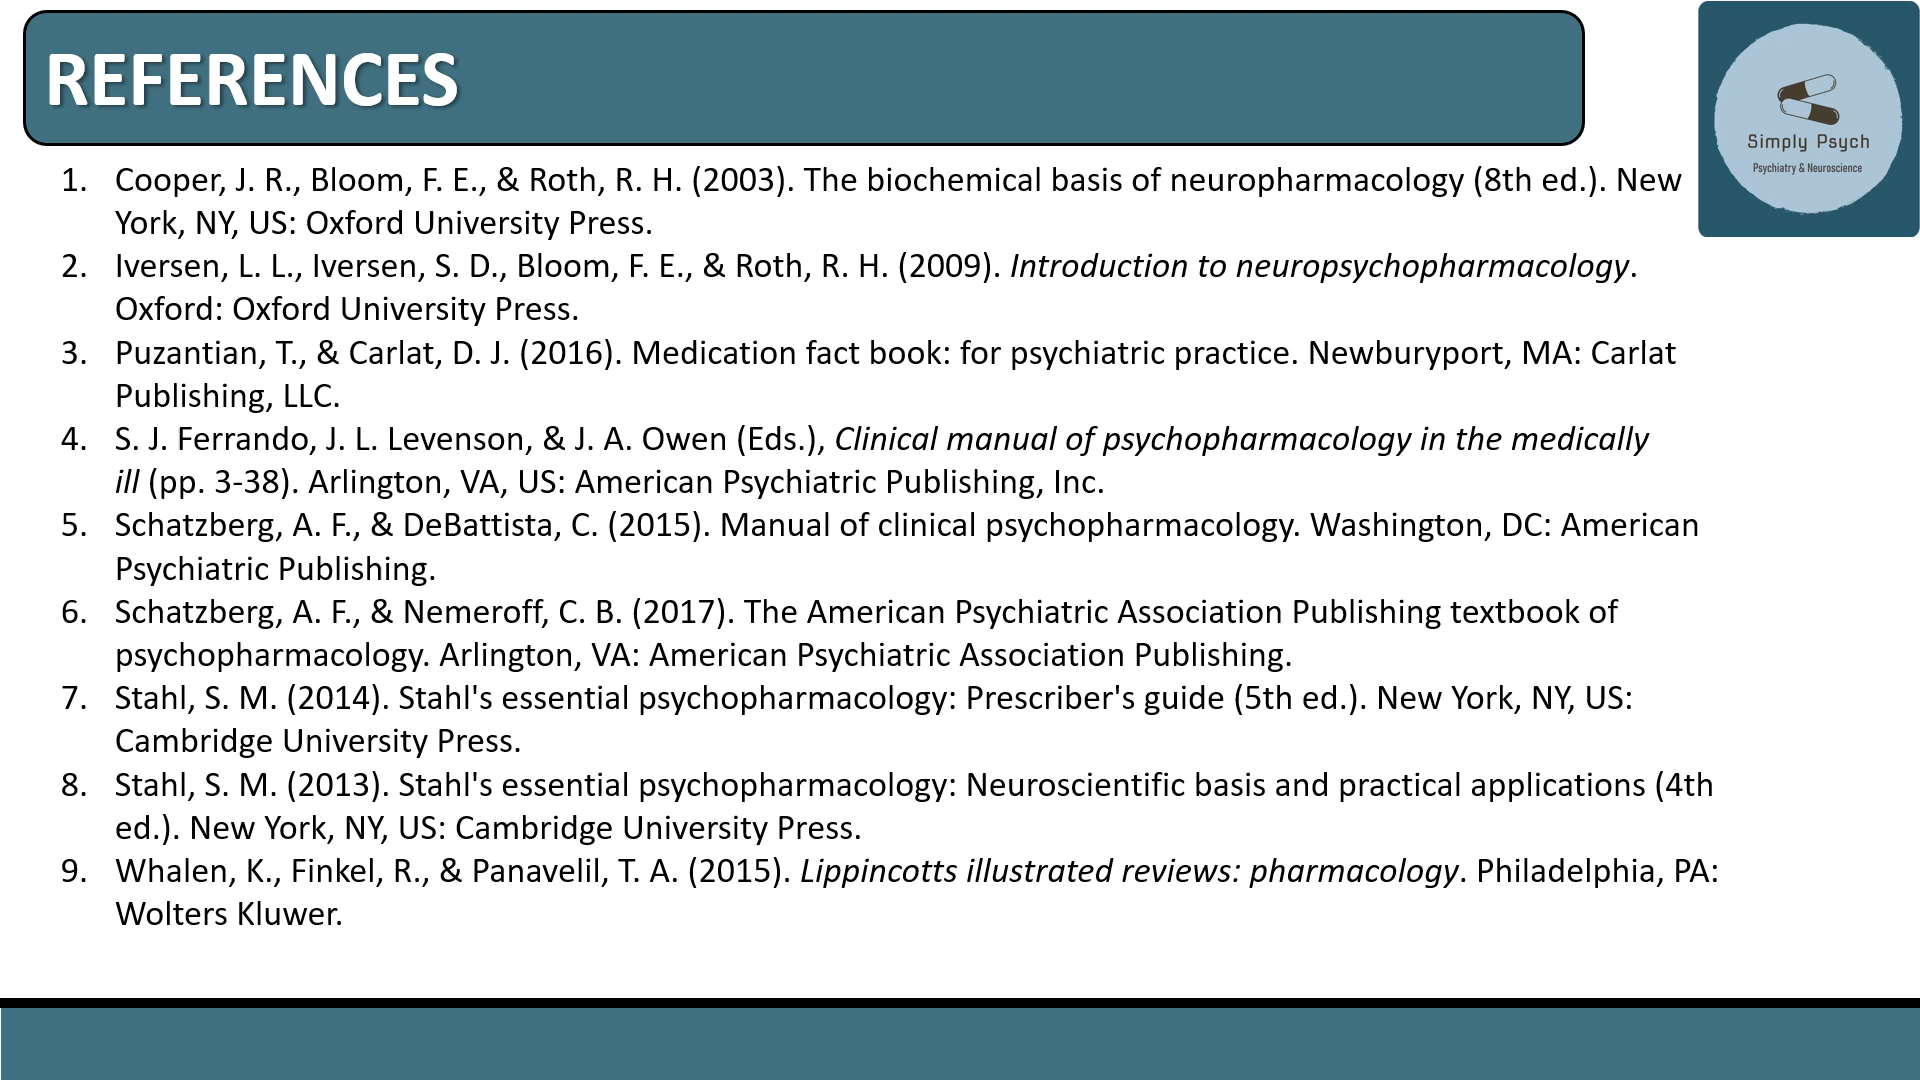 REFERENCES
Simply Psych
Psychiatry & Neuroscience
1. Cooper, J. R., Bloom, F. E., & Roth, R. H. (2003). The biochemical basis of neuropharmacology (8th ed.). New
York, NY, US: Oxford University Press.
2. Iversen, L. L., Iversen, S. D., Bloom, F. E., & Roth, R. H. (2009). Introduction to neuropsychopharmacology.
Oxford: Oxford University Press.
3. Puzantian, T., & Carlat, D. J. (2016). Medication fact book: for psychiatric practice. Newburyport, MA: Carlat
Publishing, LLC.
4. S. J. Ferrando, J. L. Levenson, & J. A. Owen (Eds.), Clinical manual of psychopharmacology in the medically
ill (pp. 3-38). Arlington, VA, US: American Psychiatric Publishing, Inc.
5. Schatzberg, A. F., & DeBattista, C. (2015). Manual of clinical psychopharmacology. Washington, DC: American
Psychiatric Publishing.
6. Schatzberg, A. F., & Nemeroff, C. B. (2017). The American Psychiatric Association Publishing textbook of
psychopharmacology. Arlington, VA: American Psychiatric Association Publishing.
7. Stahl, S. M. (2014). Stahl's essential psychopharmacology: Prescriber's guide (5th ed.). New York, NY, US:
Cambridge University Press.
8. Stahl, S. M. (2013). Stahl's essential psychopharmacology: Neuroscientific basis and practical applications (4th
ed.). New York, NY, US: Cambridge University Press.
9. Whalen, K., Finkel, R., & Panavelil, T. A. (2015). Lippincotts illustrated reviews: pharmacology. Philadelphia, PA:
Wolters Kluwer.